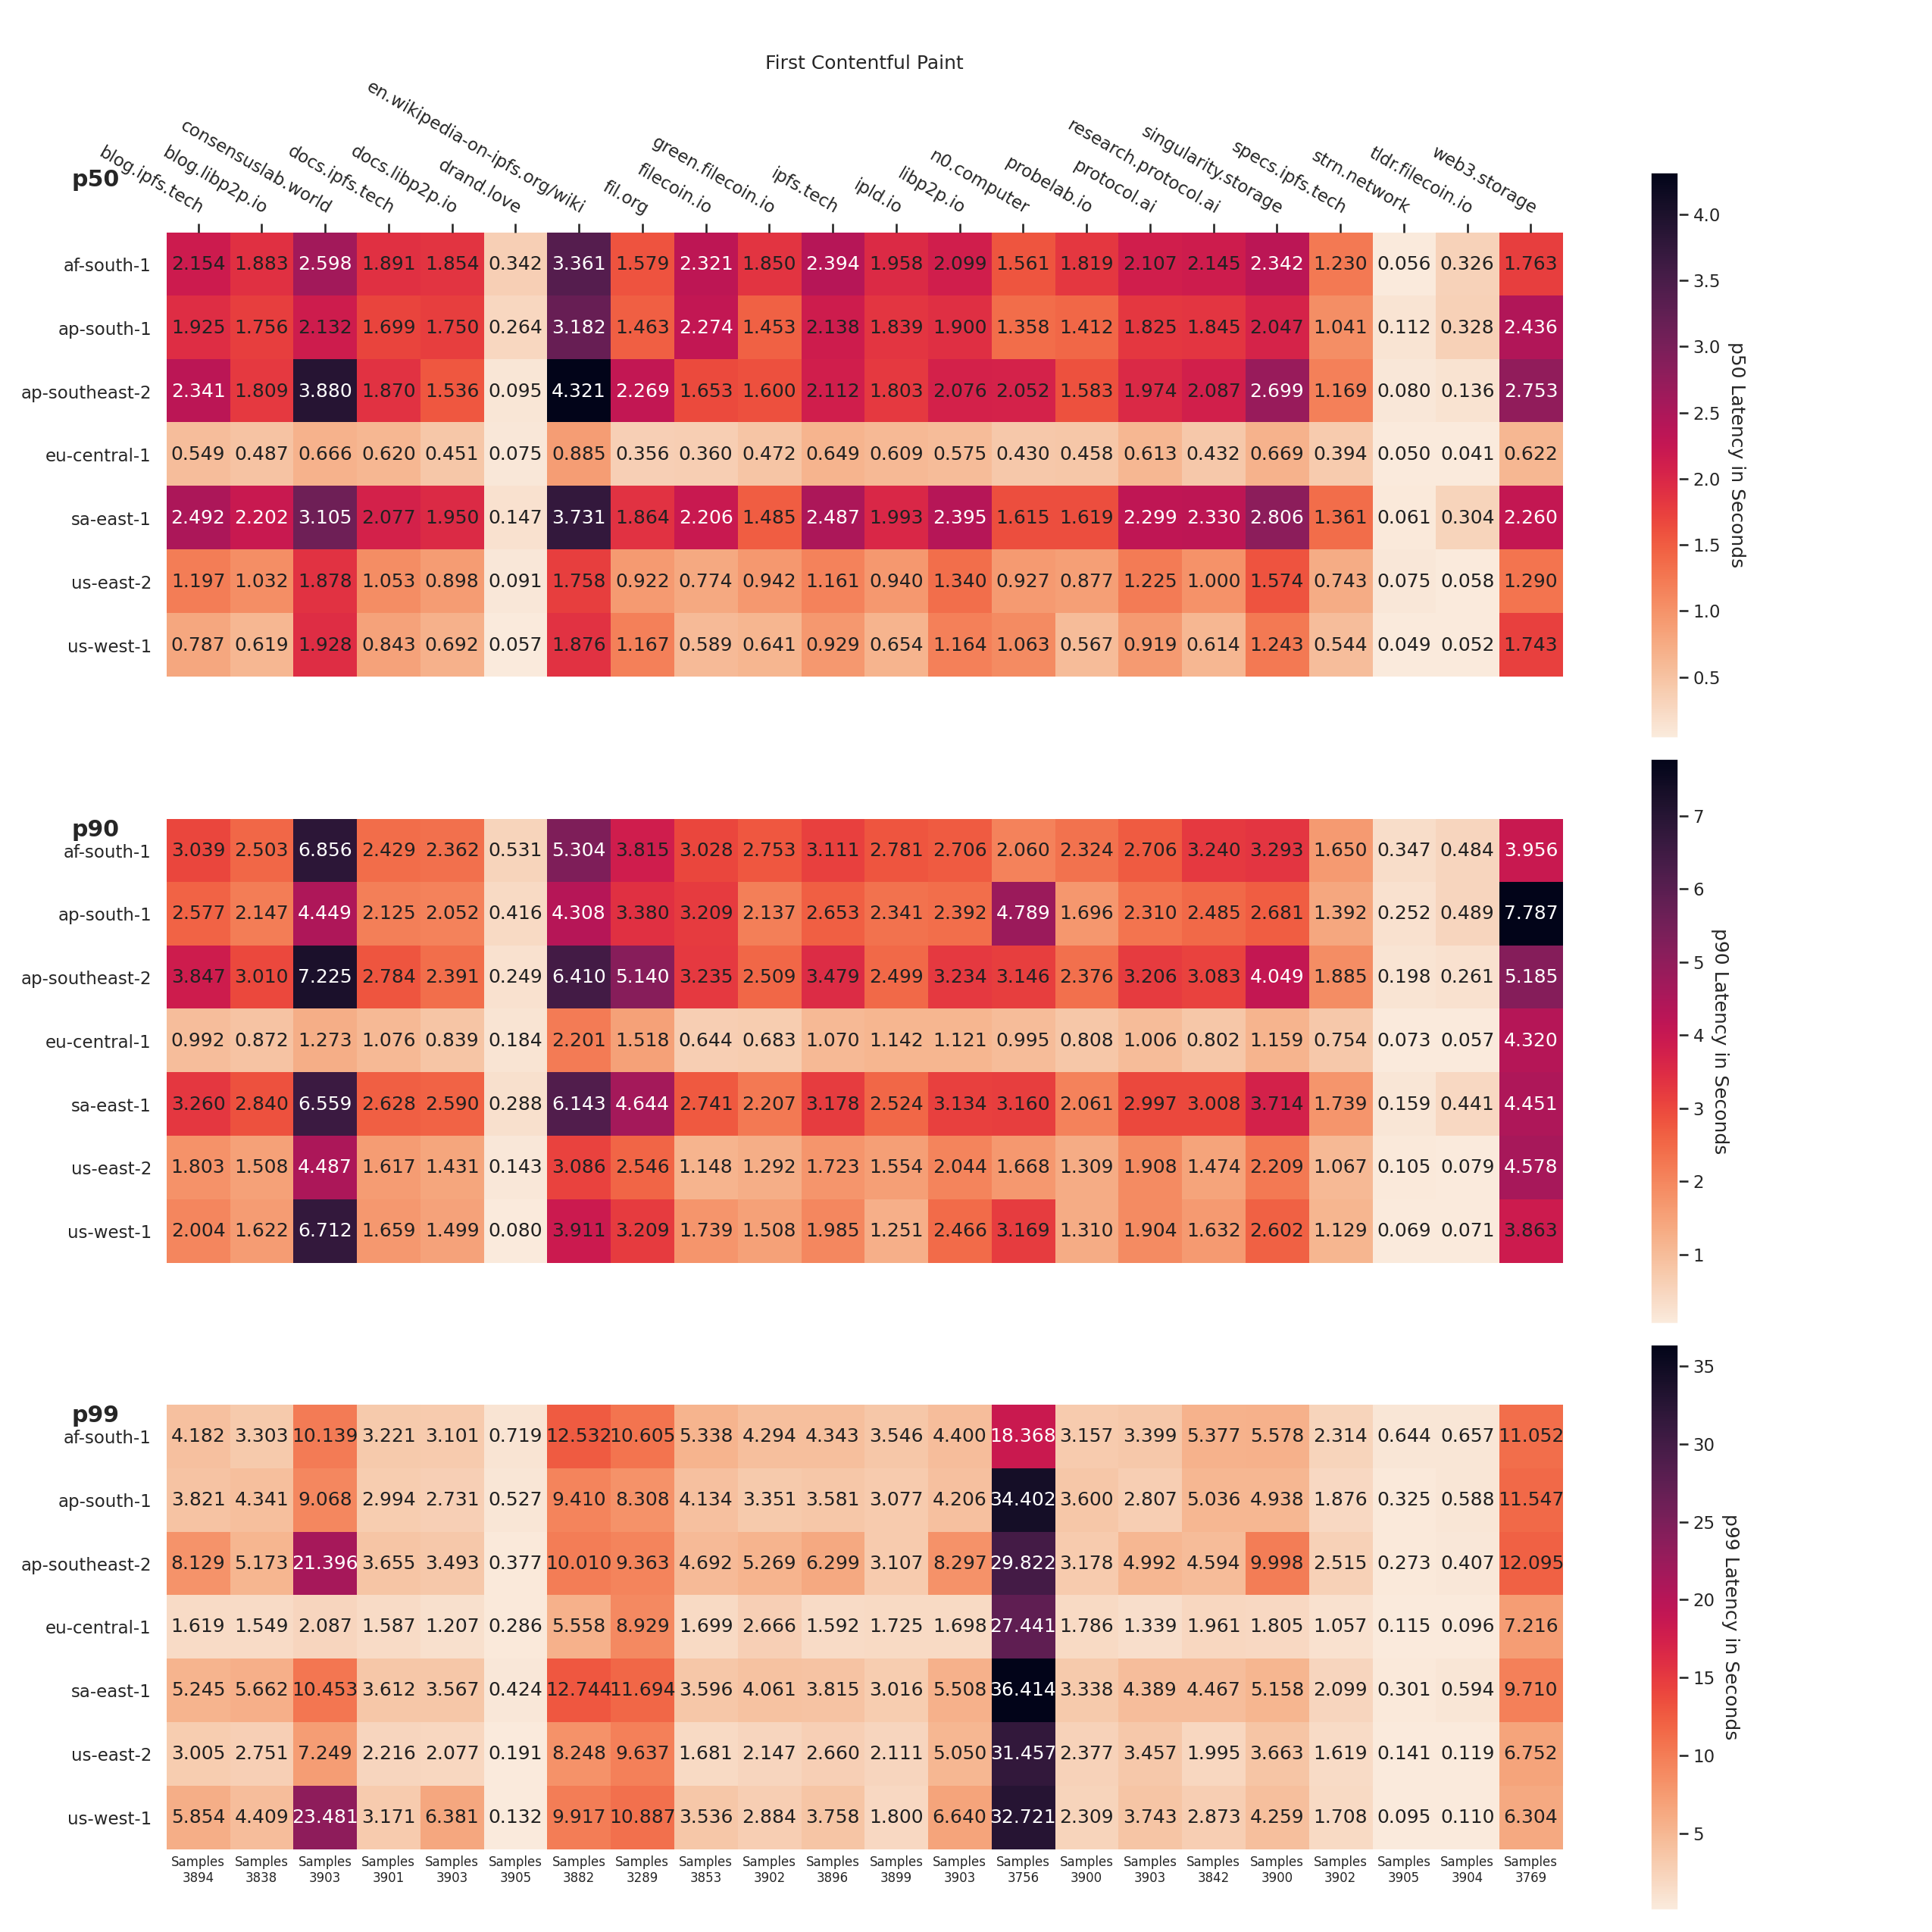 First Contentful Paint
blog.ipfs.tech
blog.libp2p.io
consensuslab.world
docs.ipfs.tech
docs.libp2p.io
drand.love
en.wikipedia-on-ipfs.org/wiki
fil.org
filecoin.io
green.filecoin.io
ipfs.tech
ipld.io
libp2p.io
n0.computer
probelab.io
protocol.ai
research.protocol.ai
singularity.storage
specs.ipfs.tech
strn.network
tldr.filecoin.io
web3.storage
p50
af-south-1 2.154 1.883 2.598 1.891 1.854 0.342 3.361 1.579 2.321 1.850 2.394 1.958 2.099 1.561 1.819 2.107 2.145 2.342 1.230 0.056 0.326 1.763
ap-south-1 1.925 1.756 2.132 1.699 1.750 0.264 3.182 1.463 2.274 1.453 2.138 1.839 1.900 1.358 1.412 1.825 1.845 2.047 1.041 0.112 0.328 2.436
ap-southeast-2 2.341 1.809 3.880 1.870 1.536 0.095 4.321 2.269 1.653 1.600 2.112 1.803 2.076 2.052 1.583 1.974 2.087 2.699 1.169 0.080 0.136 2.753
eu-central-1 0.549 0.487 0.666 0.620 0.451 0.075 0.885 0.356 0.360 0.472 0.649 0.609 0.575 0.430 0.458 0.613 0.432 0.669 0.394 0.050 0.041 0.622
sa-east-1 2.492 2.202 3.105 2.077 1.950 0.147 3.731 1.864 2.206 1.485 2.487 1.993 2.395 1.615 1.619 2.299 2.330 2.806 1.361 0.061 0.304 2.260
us-east-2 1.197 1.032 1.878 1.053 0.898 0.091 1.758 0.922 0.774 0.942 1.161 0.940 1.340 0.927 0.877 1.225 1.000 1.574 0.743 0.075 0.058 1.290
us-west-1 0.787 0.619 1.928 0.843 0.692 0.057 1.876 1.167 0.589 0.641 0.929 0.654 1.164 1.063 0.567 0.919 0.614 1.243 0.544 0.049 0.052 1.743
4.0
3.5
3.0
2.5
2.0
1.5
1.0
0.5
p50 Latency in Seconds
p90
af-south-1 3.039 2.503 6.856 2.429 2.362 0.531 5.304 3.815 3.028 2.753 3.111 2.781 2.706 2.060 2.324 2.706 3.240 3.293 1.650 0.347 0.484 3.956
ap-south-1 2.577 2.147 4.449 2.125 2.052 0.416 4.308 3.380 3.209 2.137 2.653 2.341 2.392 4.789 1.696 2.310 2.485 2.681 1.392 0.252 0.489 7.787
ap-southeast-2 3.847 3.010 7.225 2.784 2.391 0.249 6.410 5.140 3.235 2.509 3.479 2.499 3.234 3.146 2.376 3.206 3.083 4.049 1.885 0.198 0.261 5.185
eu-central-1 0.992 0.872 1.273 1.076 0.839 0.184 2.201 1.518 0.644 0.683 1.070 1.142 1.121 0.995 0.808 1.006 0.802 1.159 0.754 0.073 0.057 4.320
sa-east-1 3.260 2.840 6.559 2.628 2.590 0.288 6.143 4.644 2.741 2.207 3.178 2.524 3.134 3.160 2.061 2.997 3.008 3.714 1.739 0.159 0.441 4.451
us-east-2 1.803 1.508 4.487 1.617 1.431 0.143 3.086 2.546 1.148 1.292 1.723 1.554 2.044 1.668 1.309 1.908 1.474 2.209 1.067 0.105 0.079 4.578
us-west-1 2.004 1.622 6.712 1.659 1.499 0.080 3.911 3.209 1.739 1.508 1.985 1.251 2.466 3.169 1.310 1.904 1.632 2.602 1.129 0.069 0.071 3.863
7
6
5
4
3
2
1
p90 Latency in Seconds
p99
af-south-1 4.182 3.303 10.139 3.221 3.101 0.719 12.532 10.605 5.338 4.294 4.343 3.546 4.400 18.368 3.157 3.399 5.377 5.578 2.314 0.644 0.657 11.052
ap-south-1 3.821 4.341 9.068 2.994 2.731 0.527 9.410 8.308 4.134 3.351 3.581 3.077 4.206 34.402 3.600 2.807 5.036 4.938 1.876 0.325 0.588 11.547
ap-southeast-2 8.129 5.173 21.396 3.655 3.493 0.377 10.010 9.363 4.692 5.269 6.299 3.107 8.297 29.822 3.178 4.992 4.594 9.998 2.515 0.273 0.407 12.095
eu-central-1 1.619 1.549 2.087 1.587 1.207 0.286 5.558 8.929 1.699 2.666 1.592 1.725 1.698 27.441 1.786 1.339 1.961 1.805 1.057 0.115 0.096 7.216
sa-east-1 5.245 5.662 10.453 3.612 3.567 0.424 12.744 11.694 3.596 4.061 3.815 3.016 5.508 36.414 3.338 4.389 4.467 5.158 2.099 0.301 0.594 9.710
us-east-2 3.005 2.751 7.249 2.216 2.077 0.191 8.248 9.637 1.681 2.147 2.660 2.111 5.050 31.457 2.377 3.457 1.995 3.663 1.619 0.141 0.119 6.752
us-west-1 5.854 4.409 23.481 3.171 6.381 0.132 9.917 10.887 3.536 2.884 3.758 1.800 6.640 32.721 2.309 3.743 2.873 4.259 1.708 0.095 0.110 6.304
Samples Samples Samples Samples Samples Samples Samples Samples Samples Samples Samples Samples Samples Samples Samples Samples Samples Samples Samples Samples Samples Samples
3894 3838 3903 3901 3903 3905 3882 3289 3853 3902 3896 3899 3903 3756 3900 3903 3842 3900 3902 3905 3904 3769
35
30
25
20
15
10
5
p99 Latency in Seconds